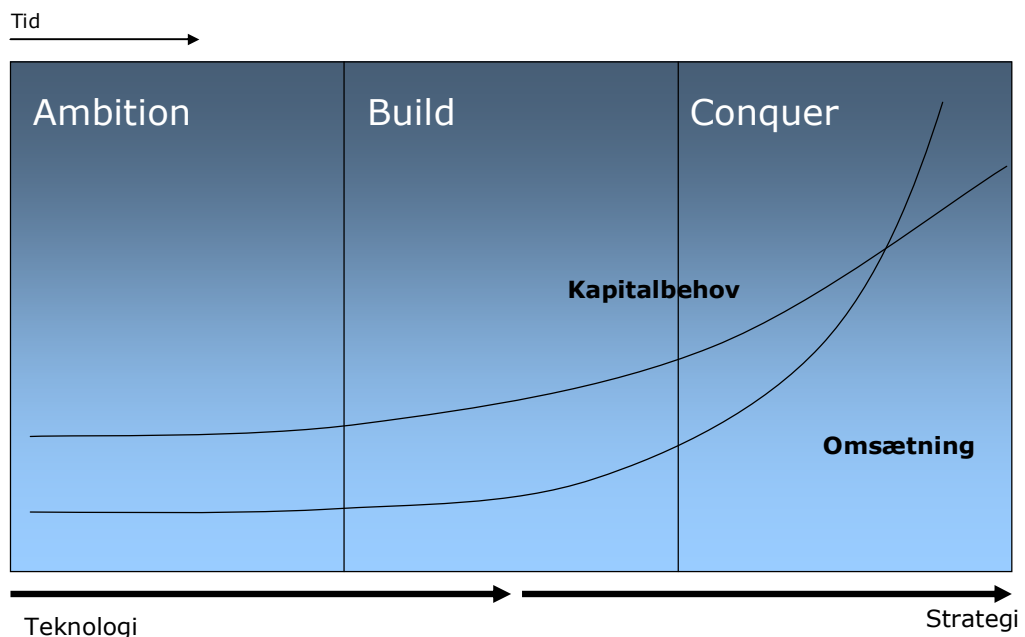 Tid
Ambition
Build
Conquer
Kapitalbehov
Omsætning
Teknologi
Strategi